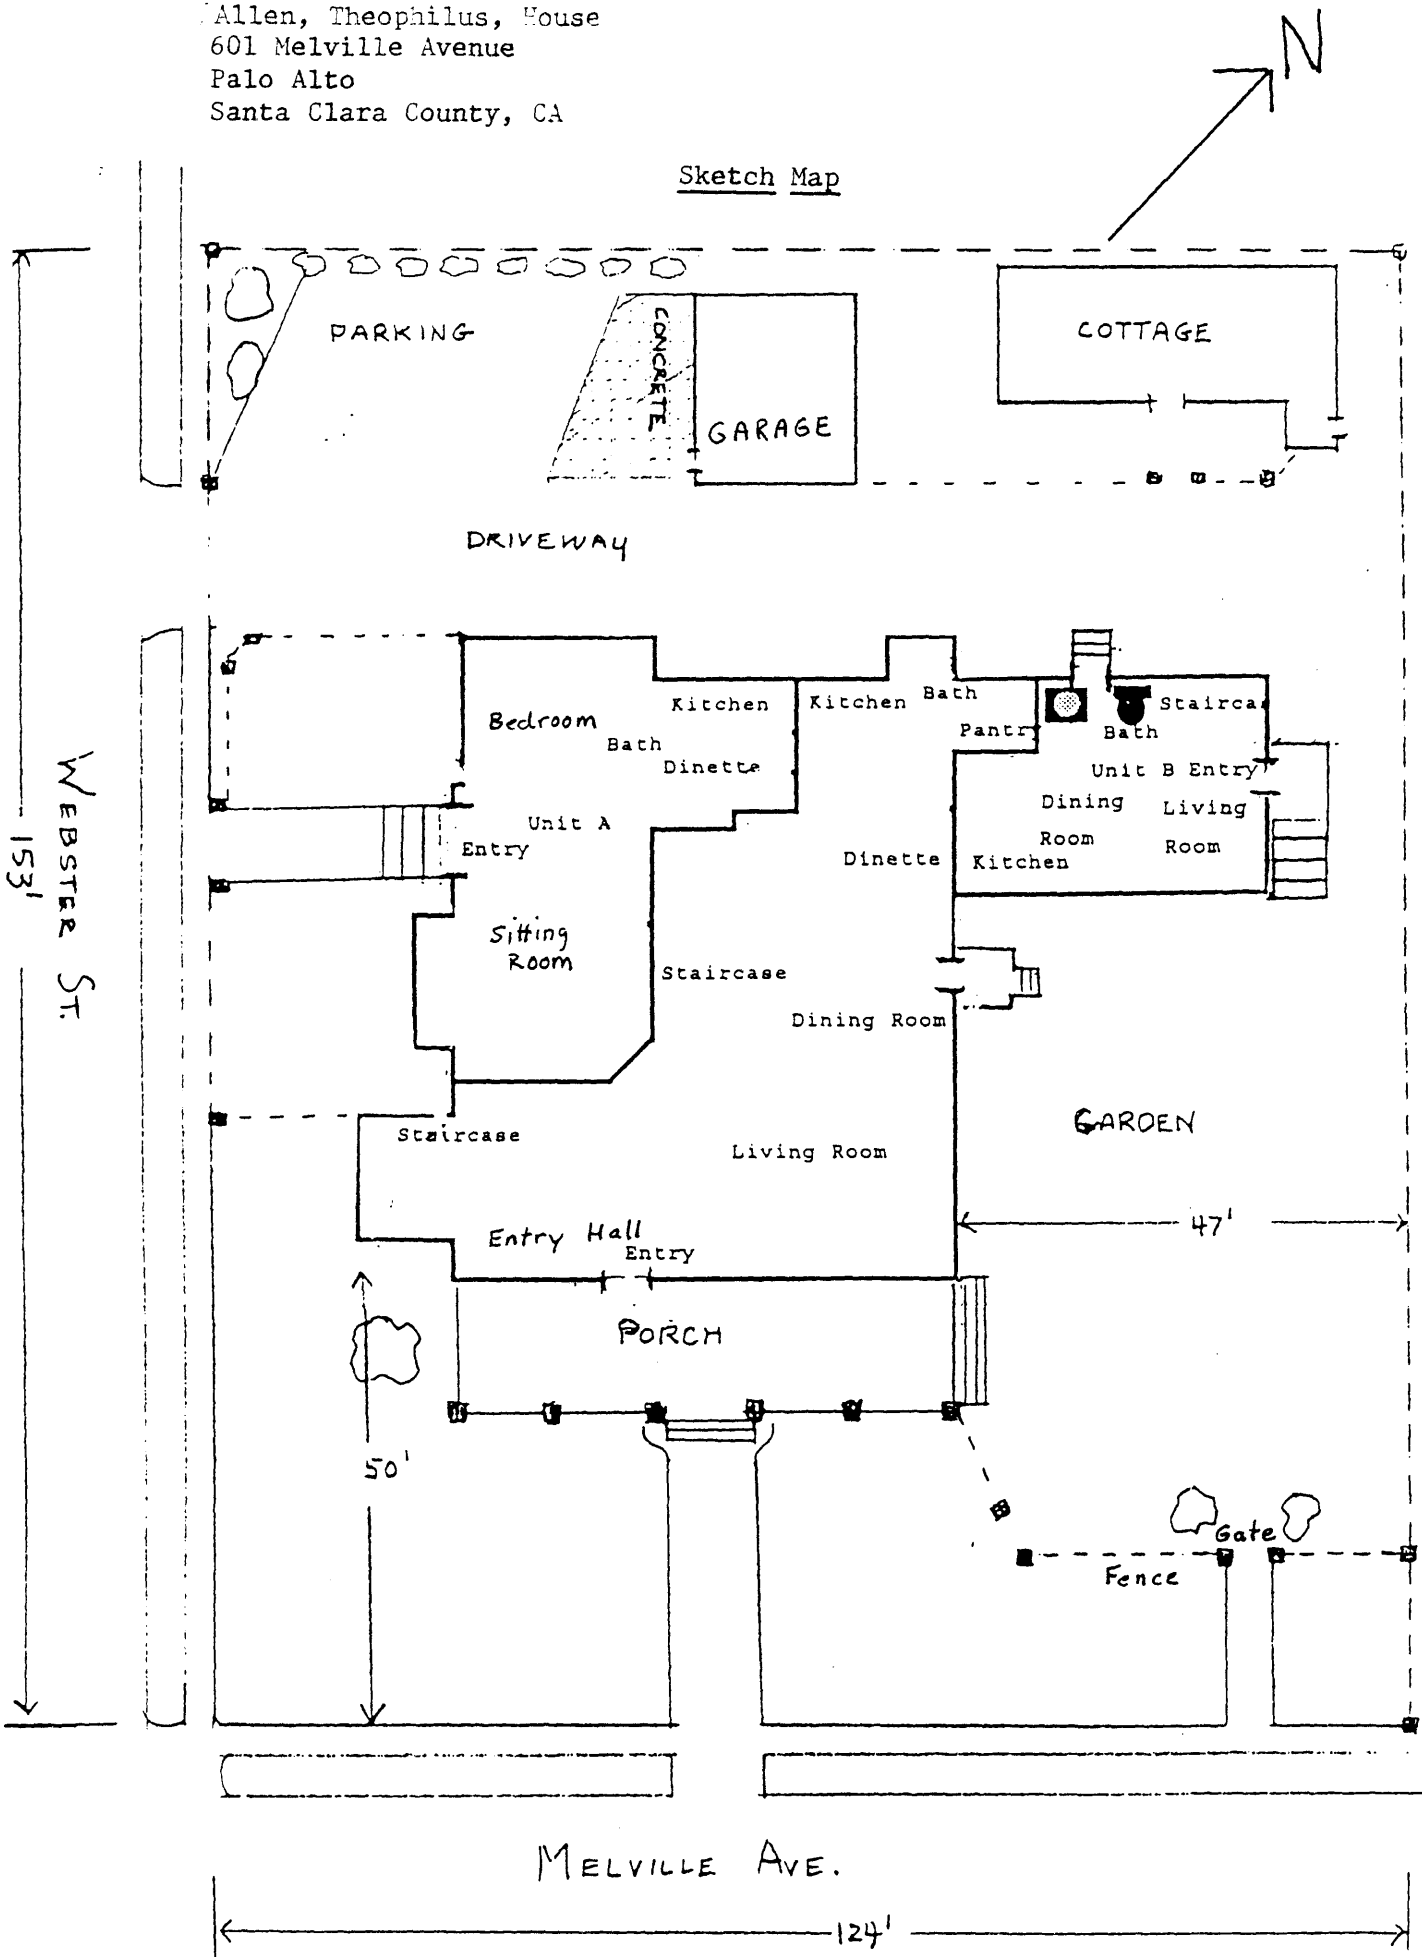 Allen, Theophilus, House
601 Melville Avenue
Palo Alto
Santa Clara County, CA
N
Sketch Map
PARKING
CONCRETE
GARAGE
COTTAGE
DRIVEWAY
Bedroom
Kitchen
Bath
Dinette
Kitchen
Bath
Pantry
Stairca
Bath
Unit B Entry
Dining
Room
Living
Room
Kitchen
Dinette
Unit A
Entry
Sitting
Room
Staircase
Dining Room
WEBSTER ST.
153'
Staircase
Living Room
GARDEN
47'
Entry Hall
Entry
PORCH
50'
Gate
Fence
MELVILLE AVE.
124'